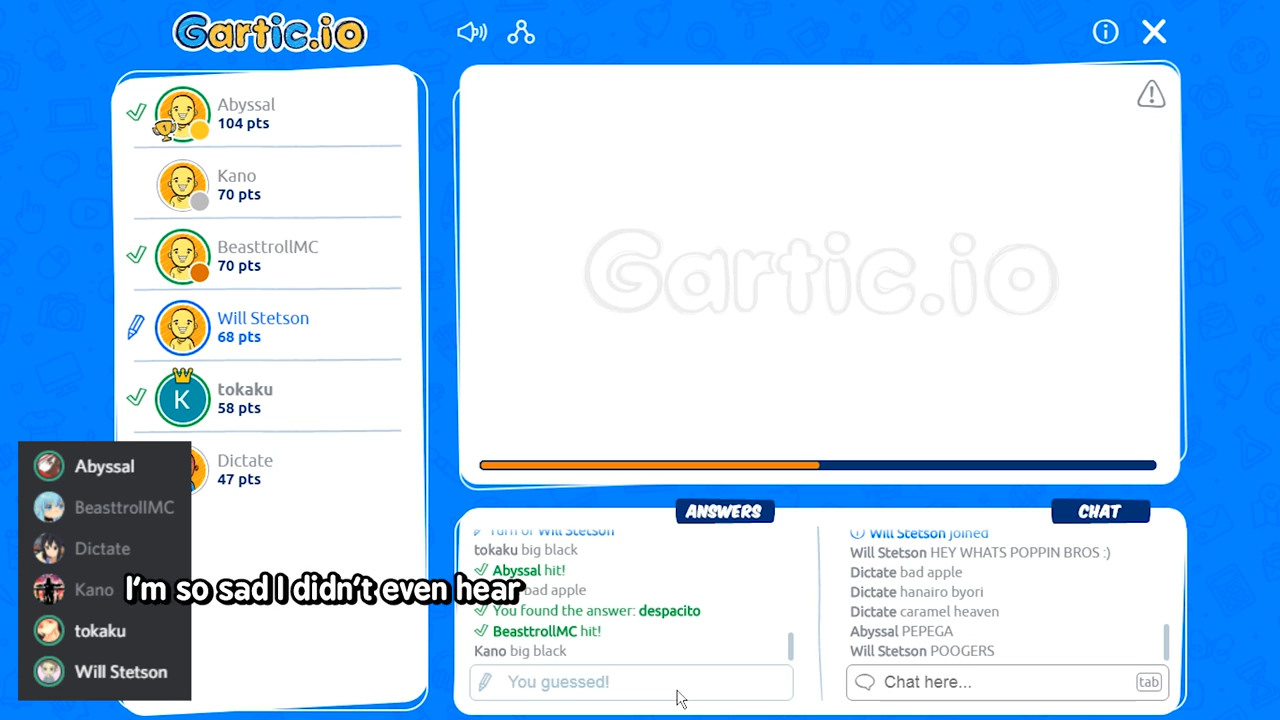 Gartic.io
Abyssal
104 pts
Kano
70 pts
BeasttrollMC
70 pts
Will Stetson
68 pts
K
tokaku
58 pts
Dictate
47 pts
Gartic.io
Abyssal
BeasttrollMC
Dictate
Kano
tokaku
Will Stetson
I'm so sad I didn't even hear
ANSWERS
Turn of Will Stetson
tokaku big black
Abyssal hit!
bad apple
You found the answer: despacito
BeasttrollMC hit!
Kano big black
You guessed!
CHAT
Will Stetson joined
Will Stetson HEY WHATS POPPIN BROS :)
Dictate bad apple
Dictate hanairo byori
Dictate caramel heaven
Abyssal PEPEGA
Will Stetson POOGERS
Chat here...
tab